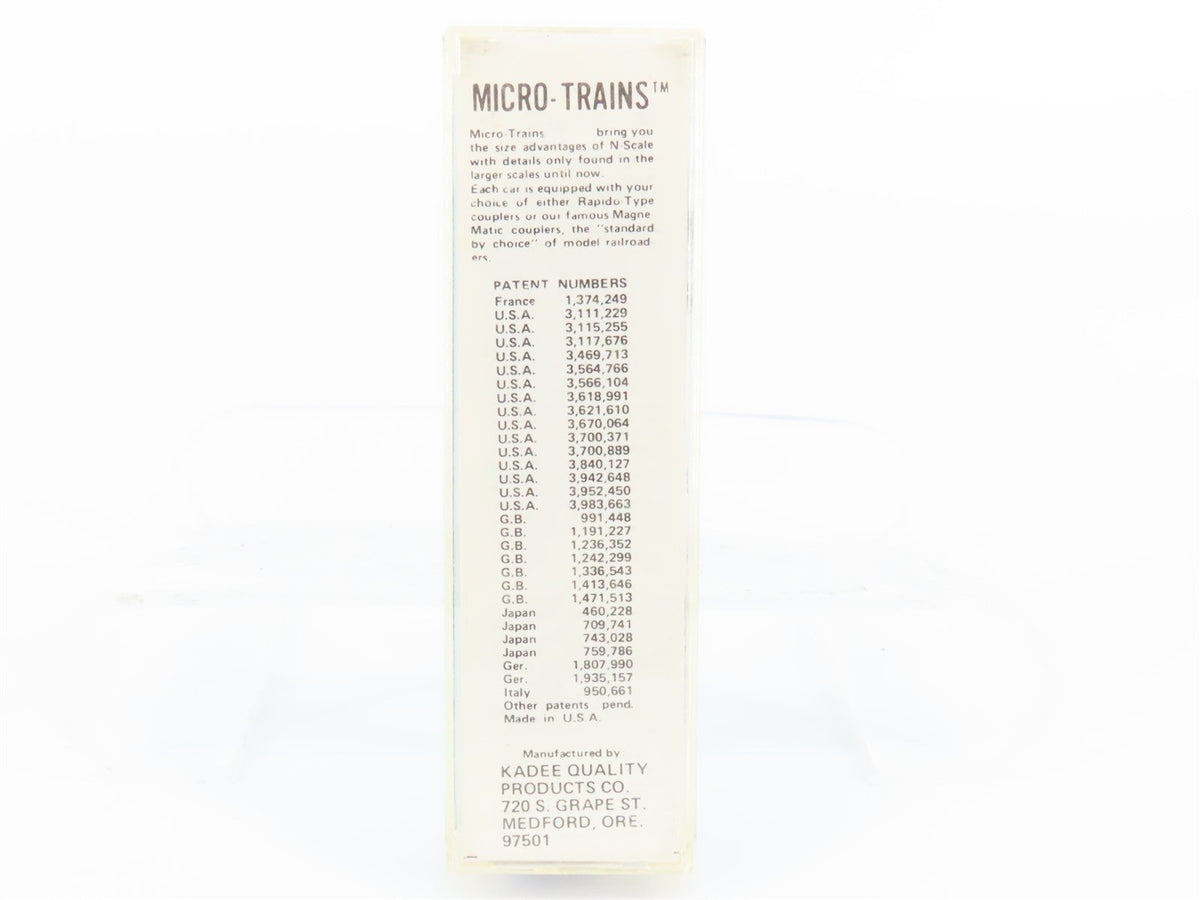 MICRO-TRAINS™
Micro-Trains bring you
the size advantages of N-Scale
with details only found in the
larger scales until now.
Each car is equipped with your
choice of either Rapido-Type
couplers or our famous Magne
Matic couplers, the "standard
by choice" of model railroad
ers.
PATENT NUMBERS
France 1,374,249
U.S.A. 3,111,229
U.S.A. 3,115,255
U.S.A. 3,117,676
U.S.A. 3,469,713
U.S.A. 3,564,766
U.S.A. 3,566,104
U.S.A. 3,618,991
U.S.A. 3,621,610
U.S.A. 3,670,064
U.S.A. 3,700,371
U.S.A. 3,700,889
U.S.A. 3,840,127
U.S.A. 3,942,648
U.S.A. 3,952,450
U.S.A. 3,983,663
G.B. 991,448
G.B. 1,191,227
G.B. 1,236,352
G.B. 1,242,299
G.B. 1,336,543
G.B. 1,413,646
G.B. 1,471,513
Japan 460,228
Japan 709,741
Japan 743,028
Japan 759,786
Ger. 1,807,990
Ger. 1,935,157
Italy 950,661
Other patents pend.
Made in U.S.A.
Manufactured by
KADEE QUALITY
PRODUCTS CO.
720 S. GRAPE ST.
MEDFORD, ORE.
97501